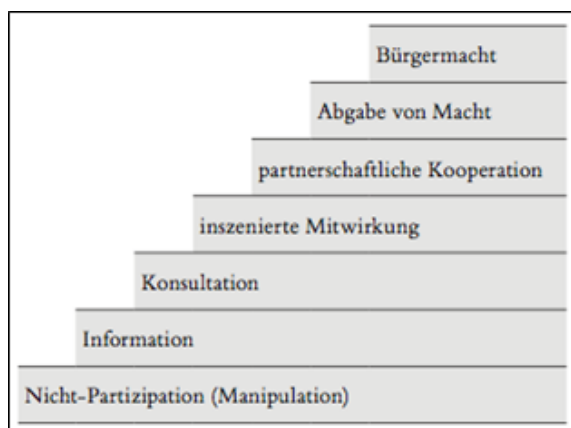 Bürgermacht
Abgabe von Macht
partnerschaftliche Kooperation
inszenierte Mitwirkung
Konsultation
Information
Nicht-Partizipation (Manipulation)